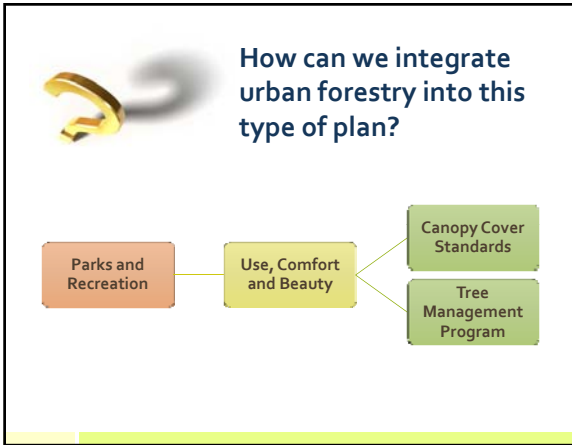 How can we integrate
urban forestry into this
type of plan?
Parks and
Recreation
Use, Comfort
and Beauty
Canopy Cover
Standards
Tree
Management
Program